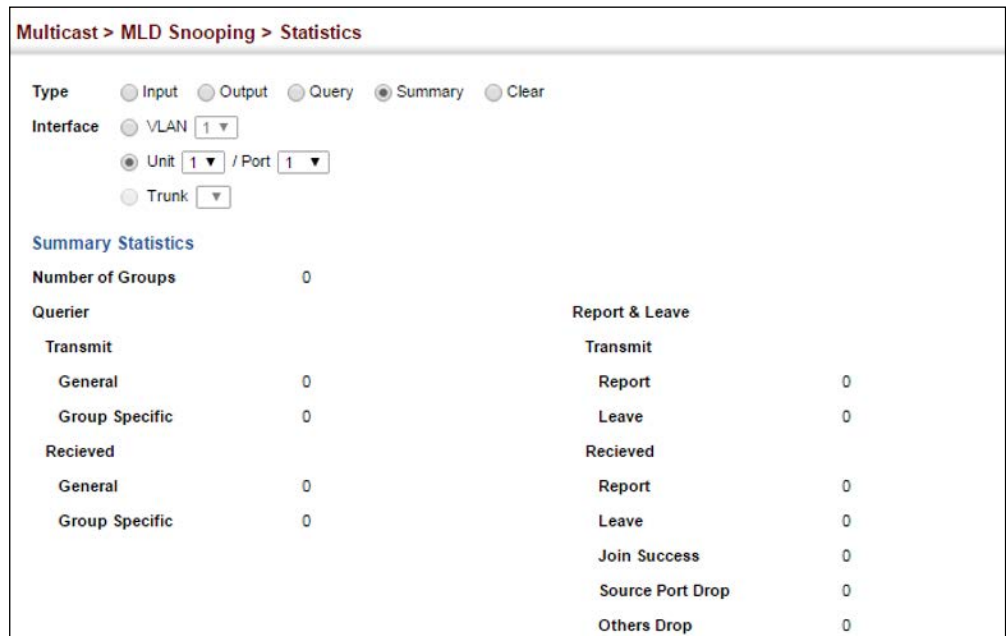 Multicast > MLD Snooping > Statistics
Type Input Output Query Summary Clear
Interface VLAN 1
Unit 1 / Port 1
Trunk
Summary Statistics
Number of Groups 0
Querier Report & Leave
Transmit Transmit
General 0 Report 0
Group Specific 0 Leave 0
Recieved Recieved
General 0 Report 0
Group Specific 0 Leave 0
Join Success 0
Source Port Drop 0
Others Drop 0